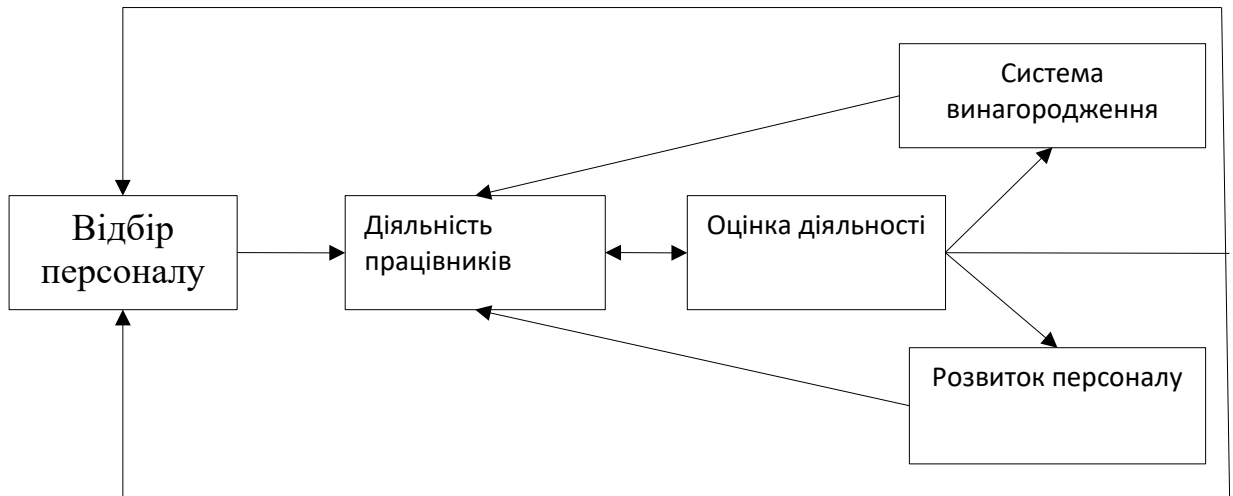 Система
винагородження
Відбір
персоналу
Діяльність
працівників
Оцінка діяльності
Розвиток персоналу